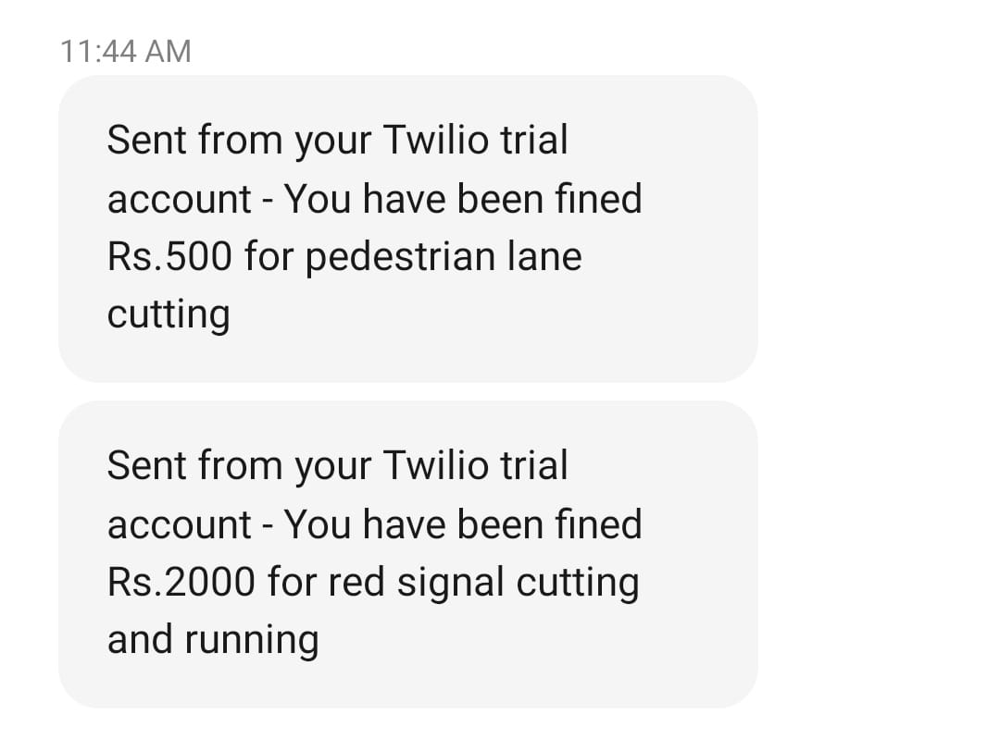 11:44 AM
Sent from your Twilio trial
account - You have been fined
Rs.500 for pedestrian lane
cutting
Sent from your Twilio trial
account - You have been fined
Rs.2000 for red signal cutting
and running